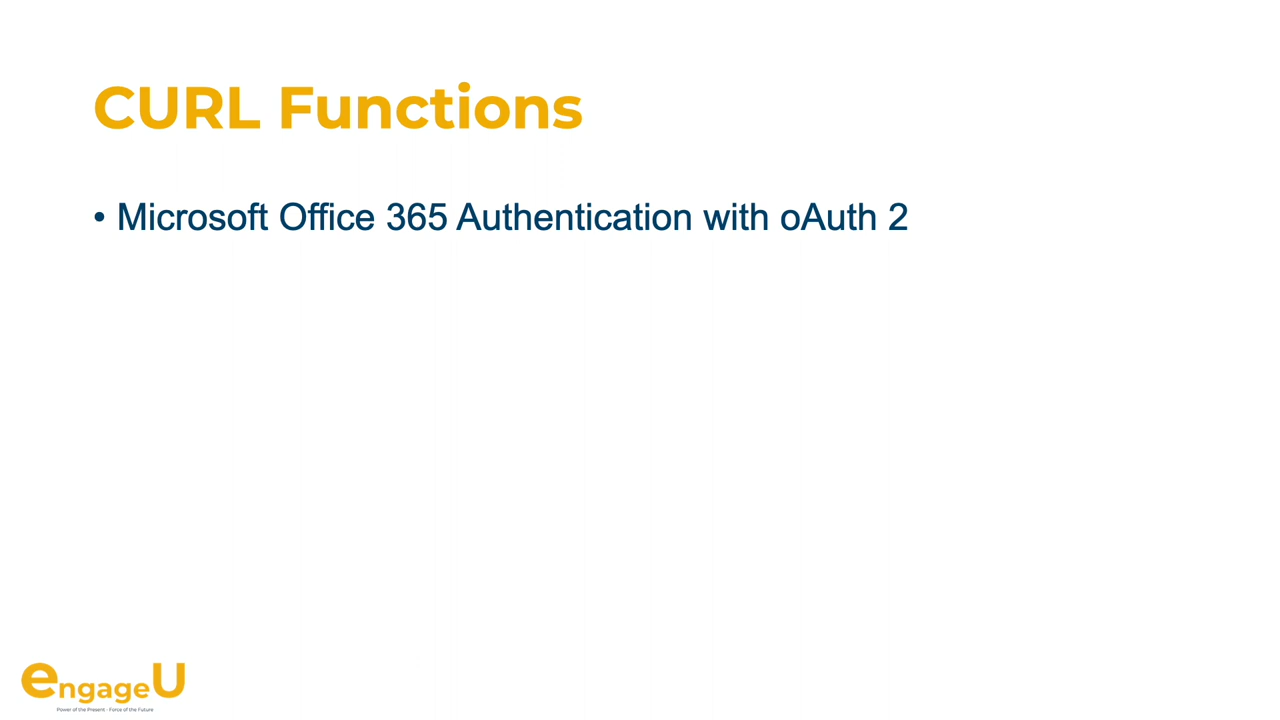 CURL Functions
• Microsoft Office 365 Authentication with oAuth 2
engageU
Power of the Present - Force of the Future